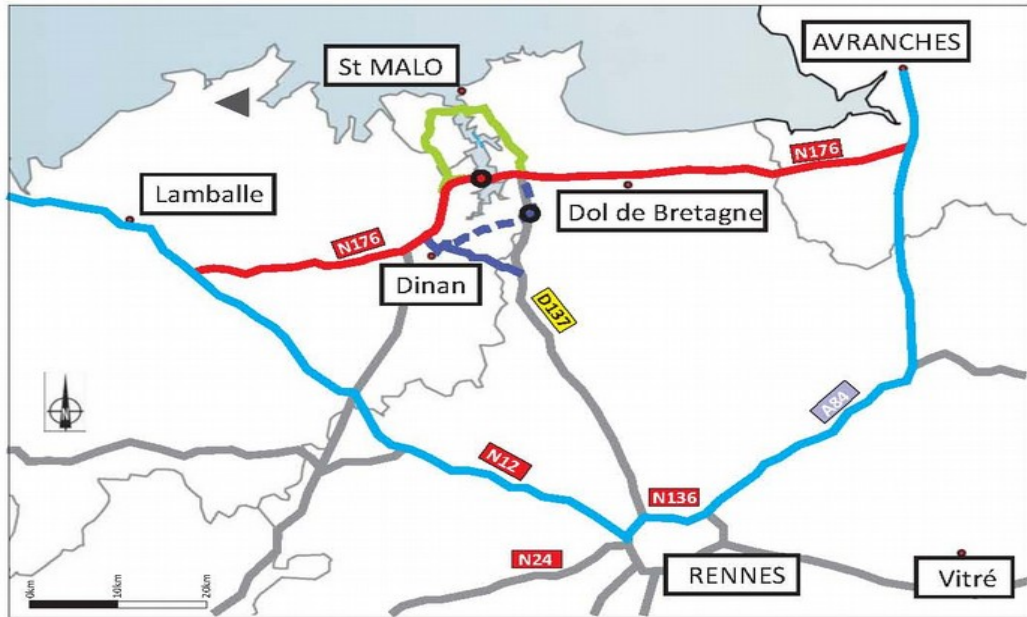 AVRANCHES
St MALO
N176
Lamballe
Dol de Bretagne
N176
Dinan
D137
A84
N12
N136
N24
RENNES
Vitré
0km
10km
20km